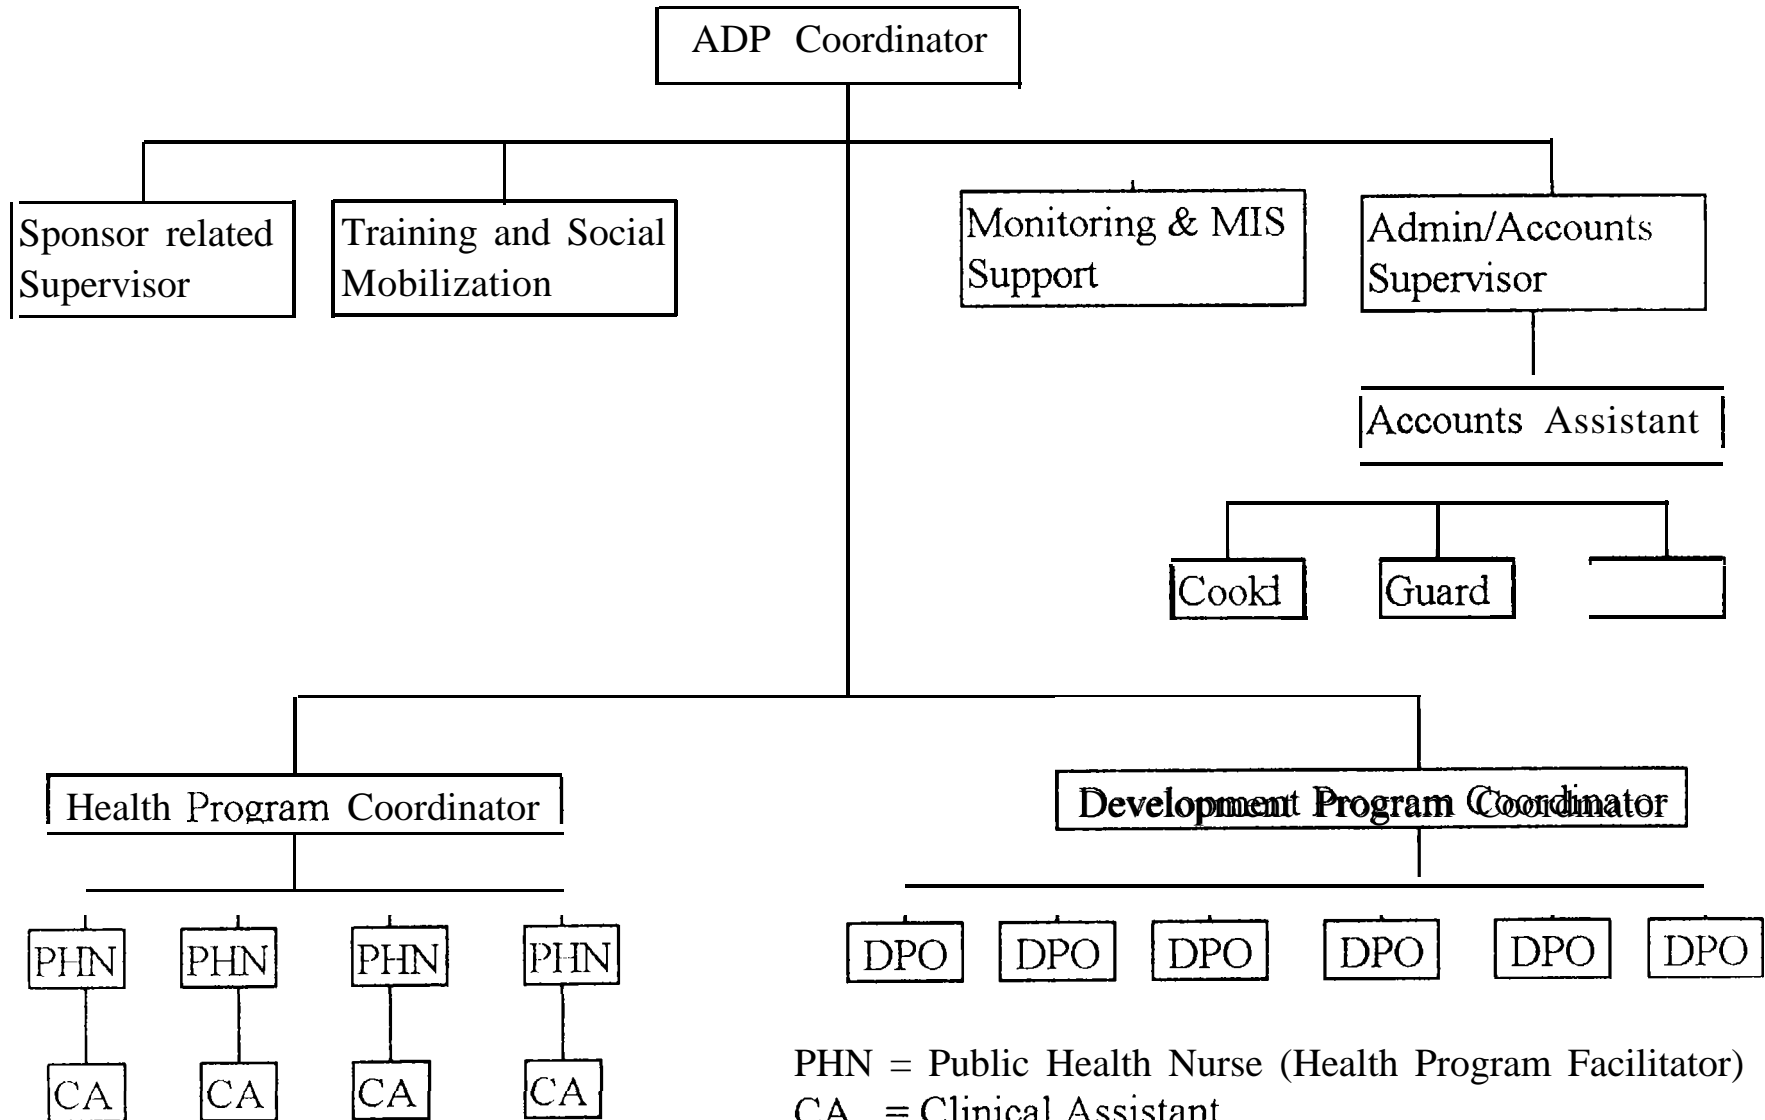 ADP Coordinator
Sponsor related
Supervisor
Training and Social
Mobilization
Monitoring & MIS
Support
Admin/Accounts
Supervisor
Accounts Assistant
Guard
Health Program Coordinator
Development Program Coordinator
PHN PHN PHN PHN
DPO DPO DPO DPO DPO DPO
CA CA CA CA
PHN = Public Health Nurse (Health Program Facilitator)
CA = Clinical Assistant